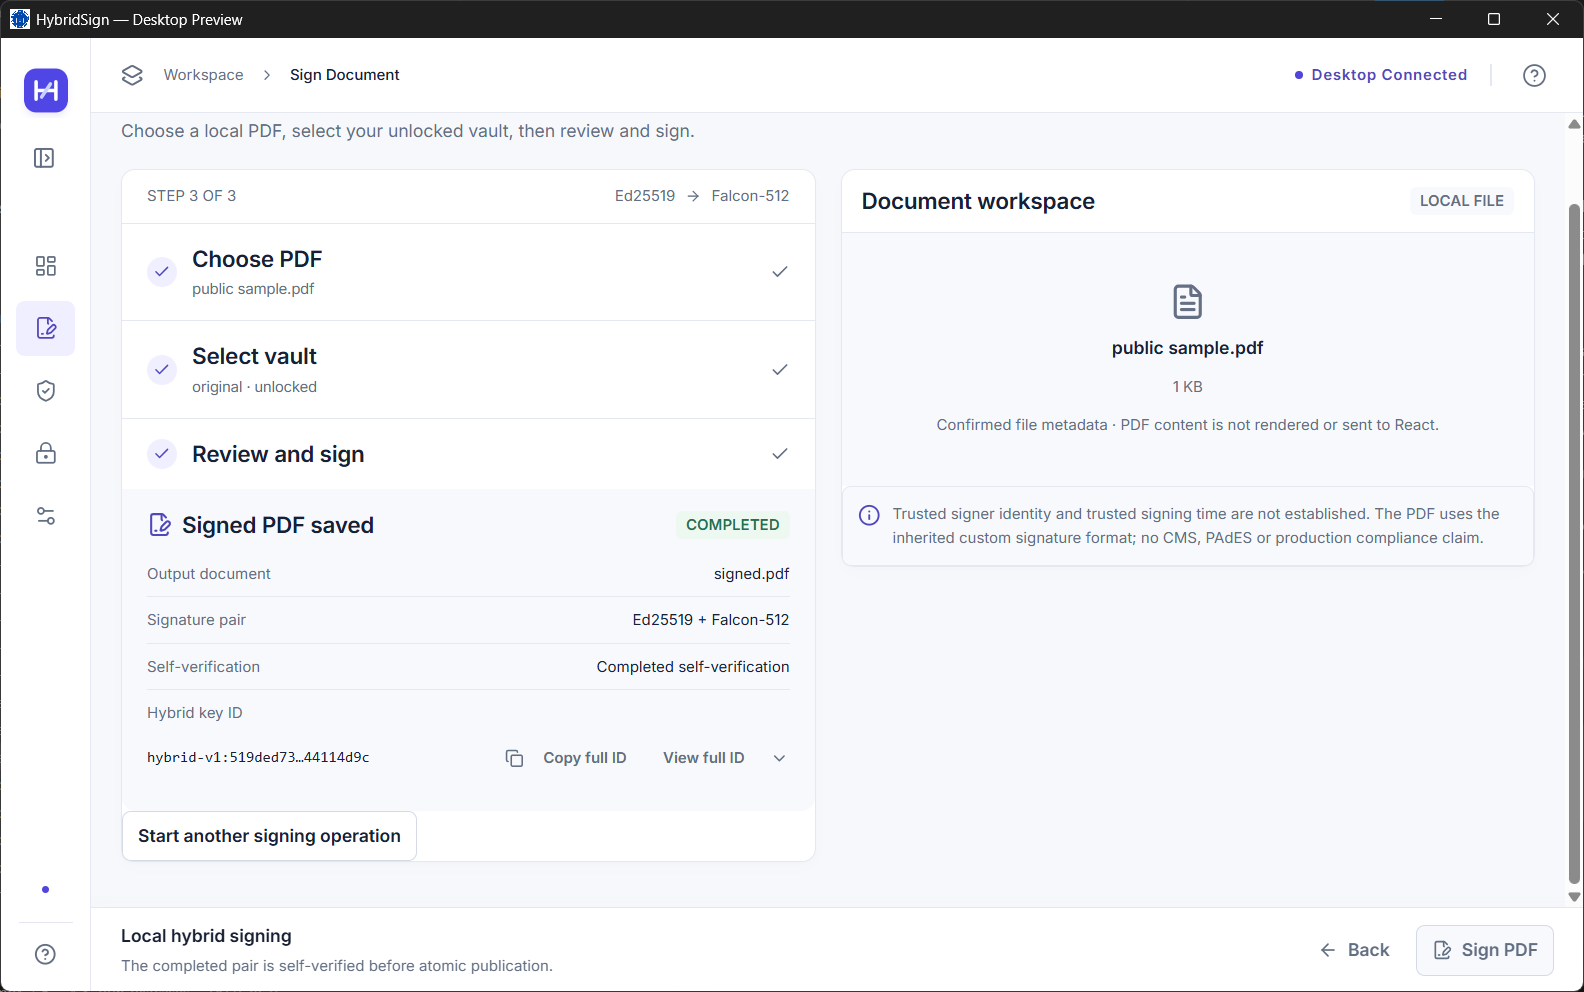 HybridSign — Desktop Preview
Workspace > Sign Document
Desktop Connected
Choose a local PDF, select your unlocked vault, then review and sign.
STEP 3 OF 3
Ed25519 → Falcon-512
Choose PDF
public sample.pdf
Select vault
original · unlocked
Review and sign
Signed PDF saved
COMPLETED
Output document
signed.pdf
Signature pair
Ed25519 + Falcon-512
Self-verification
Completed self-verification
Hybrid key ID
hybrid-v1:519ded73…44114d9c
Copy full ID
View full ID
Start another signing operation
Document workspace
LOCAL FILE
public sample.pdf
1 KB
Confirmed file metadata · PDF content is not rendered or sent to React.
Trusted signer identity and trusted signing time are not established. The PDF uses the
inherited custom signature format; no CMS, PAdES or production compliance claim.
Local hybrid signing
The completed pair is self-verified before atomic publication.
← Back
Sign PDF